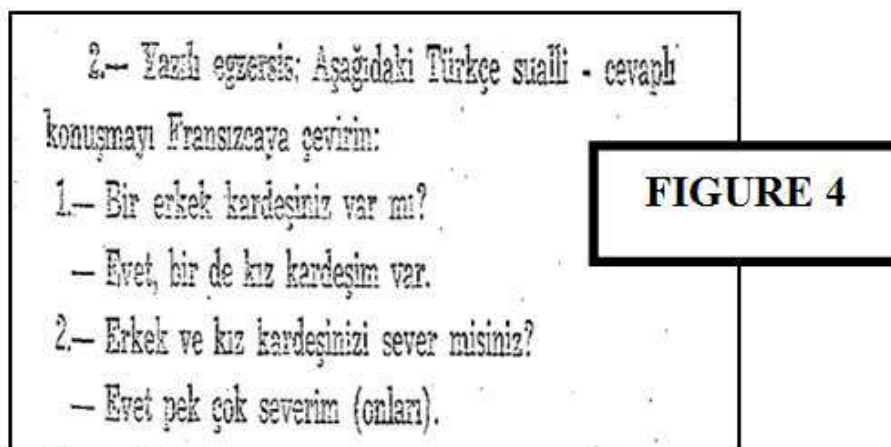 2.— Yazılı egzersis: Aşağıdaki Türkçe sualli - cevaplı
konuşmayı Fransızcaya çevirin:
FIGURE 4
1.— Bir erkek kardeşiniz var mı?
— Evet, bir de kız kardeşim var.
2.— Erkek ve kız kardeşinizi sever misiniz?
— Evet pek çok severim (onları).